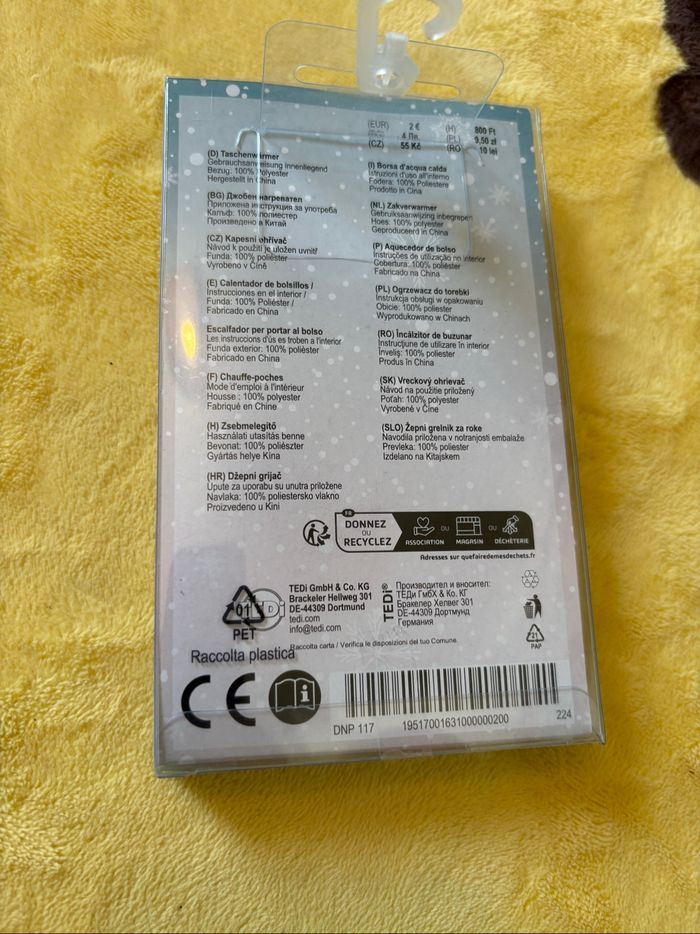 (EUR) 2 €
4 Лв.
(CZ) 55 Kč
(H) 800 Ft
(PL) 9,50 zł
(RO) 10 lei
(D) Taschenwärmer
Gebrauchsanweisung innenliegend
Bezug: 100% Polyester
Hergestellt in China
(BG) Джобен нагревател
Приложена инструкция за употреба
Калъф: 100% полиестер
Произведено в Китай
(CZ) Kapesní ohřívač
Návod k použití je uložen uvnitř
Funda: 100% poliéster
Vyrobeno v Číně
(E) Calentador de bolsillos /
Instrucciones en el interior /
Funda: 100% Poliéster /
Fabricado en China
Escalfador per portar al bolso
Les instruccions d'ús es troben a l'interior
Funda exterior: 100% polièster
Fabricado en China
(F) Chauffe-poches
Mode d'emploi à l'intérieur
Housse : 100% polyester
Fabriqué en Chine
(H) Zsebmelegítő
Használati utasítás benne
Bevonat: 100% poliészter
Gyártás helye Kína
(HR) Džepni grijač
Upute za uporabu su unutra priložene
Navlaka: 100% poliestersko vlakno
Proizvedeno u Kini
(I) Borsa d'acqua calda
Istruzioni d'uso all'interno
Fodera: 100% Poliestere
Prodotto in Cina
(NL) Zakverwarmer
Gebruiksaanwijzing inbegrepen
Hoes: 100% polyester
Geproduceerd in China
(P) Aquecedor de bolso
Instruções de utilização no interior
Cobertura: 100% poliéster
Fabricado na China
(PL) Ogrzewacz do torebki
Instrukcja obsługi w opakowaniu
Obicie: 100% poliester
Wyprodukowano w Chinach
(RO) Încălzitor de buzunar
Instrucţiune de utilizare în interior
Înveliş: 100% poliester
Produs în China
(SK) Vreckový ohrievač
Návod na použitie priložený
Poťah: 100% polyester
Vyrobené v Číne
(SLO) Žepni grelnik za roke
Navodila priložena v notranjosti embalaže
Prevleka: 100% poliester
Izdelano na Kitajskem
FR
DONNEZ
OU
RECYCLEZ
ASSOCIATION
OU
MAGASIN
OU
DÉCHÈTERIE
Adresses sur quefairedemesdechets.fr
01
PET
D
TEDi GmbH & Co. KG
Brackeler Hellweg 301
DE-44309 Dortmund
tedi.com
info@tedi.com
TEDi®
Производител и вносител:
ТЕДи ГмбХ & Ко. КГ
Бракелер Хелвег 301
DE-44309 Дортмунд
Германия
21
PAP
Raccolta carta / Verifica le disposizioni del tuo Comune.
Raccolta plastica
CE
DNP 117
19517001631000000200
224